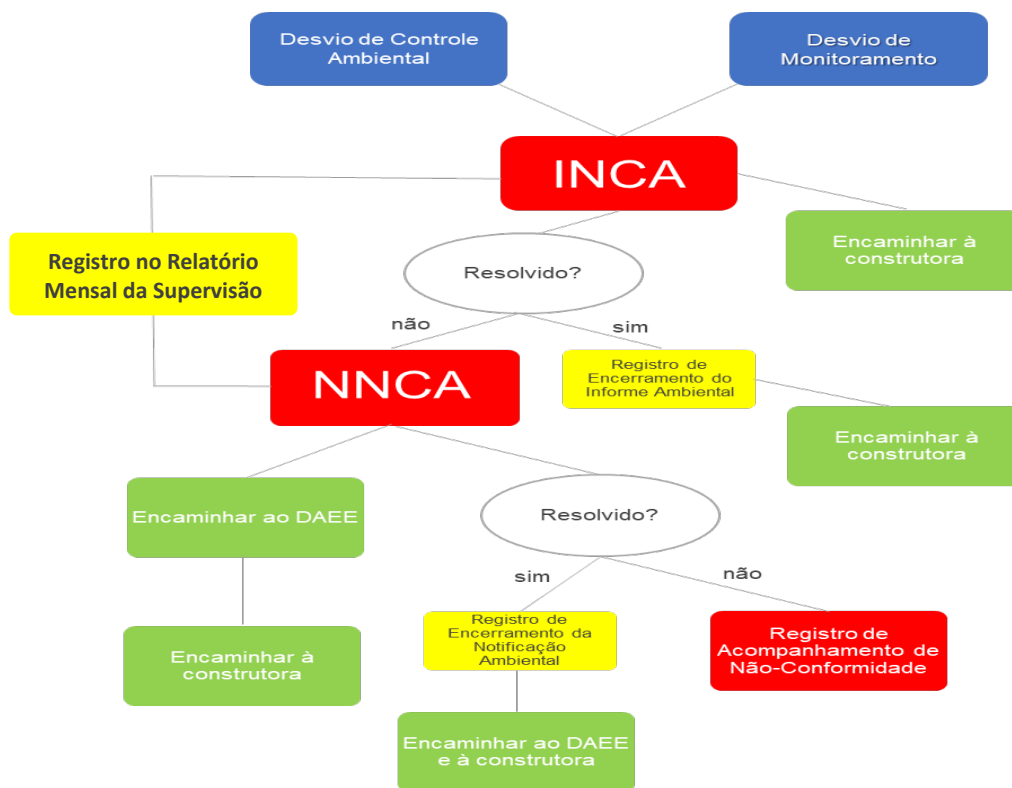 Desvio de Controle
Ambiental
Desvio de
Monitoramento
INCA
Encaminhar à
construtora
Registro no Relatório
Mensal da Supervisão
Resolvido?
não
sim
NNCA
Registro de
Encerramento do
Informe Ambiental
Encaminhar à
construtora
Encaminhar ao DAEE
Resolvido?
sim
não
Encaminhar à
construtora
Registro de
Encerramento da
Notificação
Ambiental
Registro de
Acompanhamento de
Não-Conformidade
Encaminhar ao DAEE
e à construtora